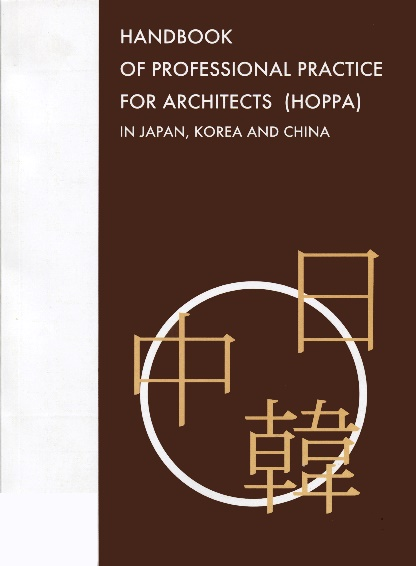 HANDBOOK
OF PROFESSIONAL PRACTICE
FOR ARCHITECTS (HOPPA)
IN JAPAN, KOREA AND CHINA
日
中
韓